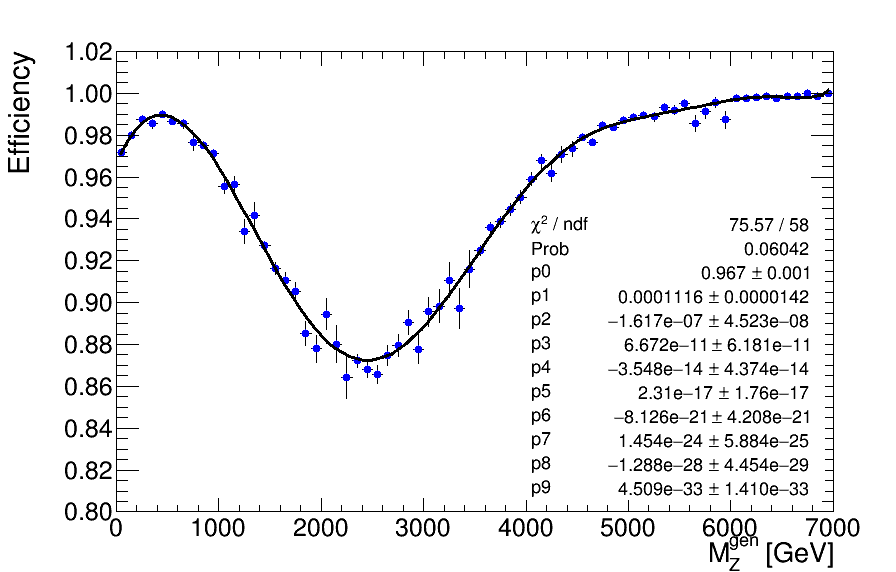 Efficiency
1.02
1.00
0.98
0.96
0.94
0.92
0.90
0.88
0.86
0.84
0.82
0.80
χ² / ndf 75.57 / 58
Prob 0.06042
p0 0.967 ± 0.001
p1 0.0001116 ± 0.0000142
p2 −1.617e−07 ± 4.523e−08
p3 6.672e−11 ± 6.181e−11
p4 −3.548e−14 ± 4.374e−14
p5 2.31e−17 ± 1.76e−17
p6 −8.126e−21 ± 4.208e−21
p7 1.454e−24 ± 5.884e−25
p8 −1.288e−28 ± 4.454e−29
p9 4.509e−33 ± 1.410e−33
0 1000 2000 3000 4000 5000 6000 7000
M_Z^gen [GeV]